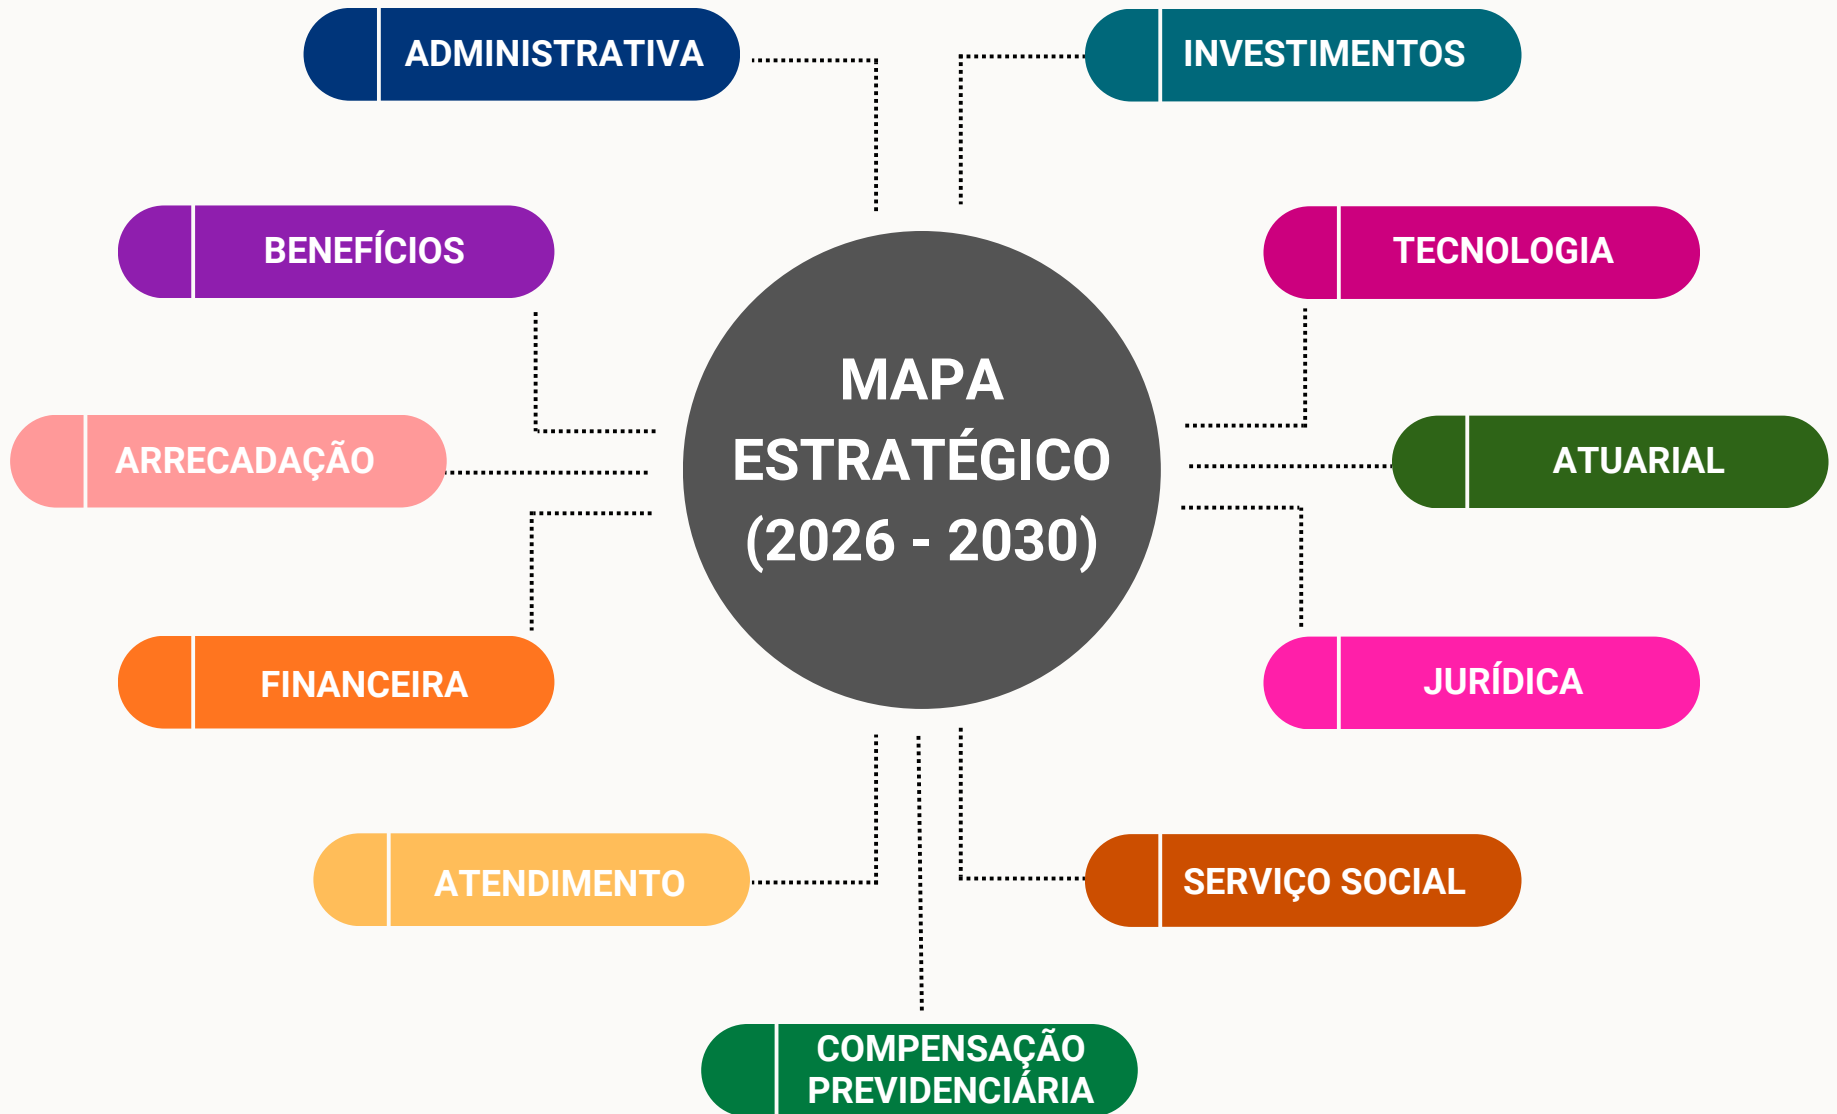 ADMINISTRATIVA
INVESTIMENTOS
BENEFÍCIOS
TECNOLOGIA
MAPA
ESTRATÉGICO
(2026 - 2030)
ARRECADAÇÃO
ATUARIAL
FINANCEIRA
JURÍDICA
ATENDIMENTO
SERVIÇO SOCIAL
COMPENSAÇÃO
PREVIDENCIÁRIA